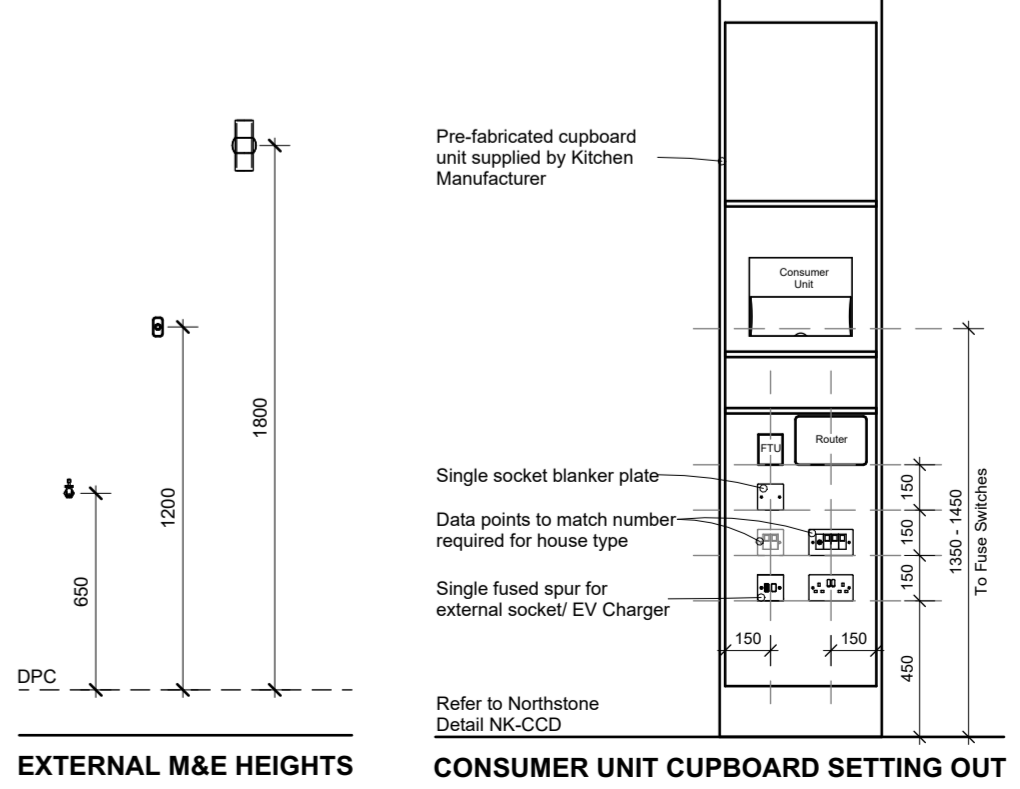 1800
1200
650
DPC
EXTERNAL M&E HEIGHTS
Pre-fabricated cupboard
unit supplied by Kitchen
Manufacturer
Consumer
Unit
FTU
Router
Single socket blanker plate
Data points to match number
required for house type
Single fused spur for
external socket/ EV Charger
150
150
150
150
150
450
1350 - 1450
To Fuse Switches
Refer to Northstone
Detail NK-CCD
CONSUMER UNIT CUPBOARD SETTING OUT